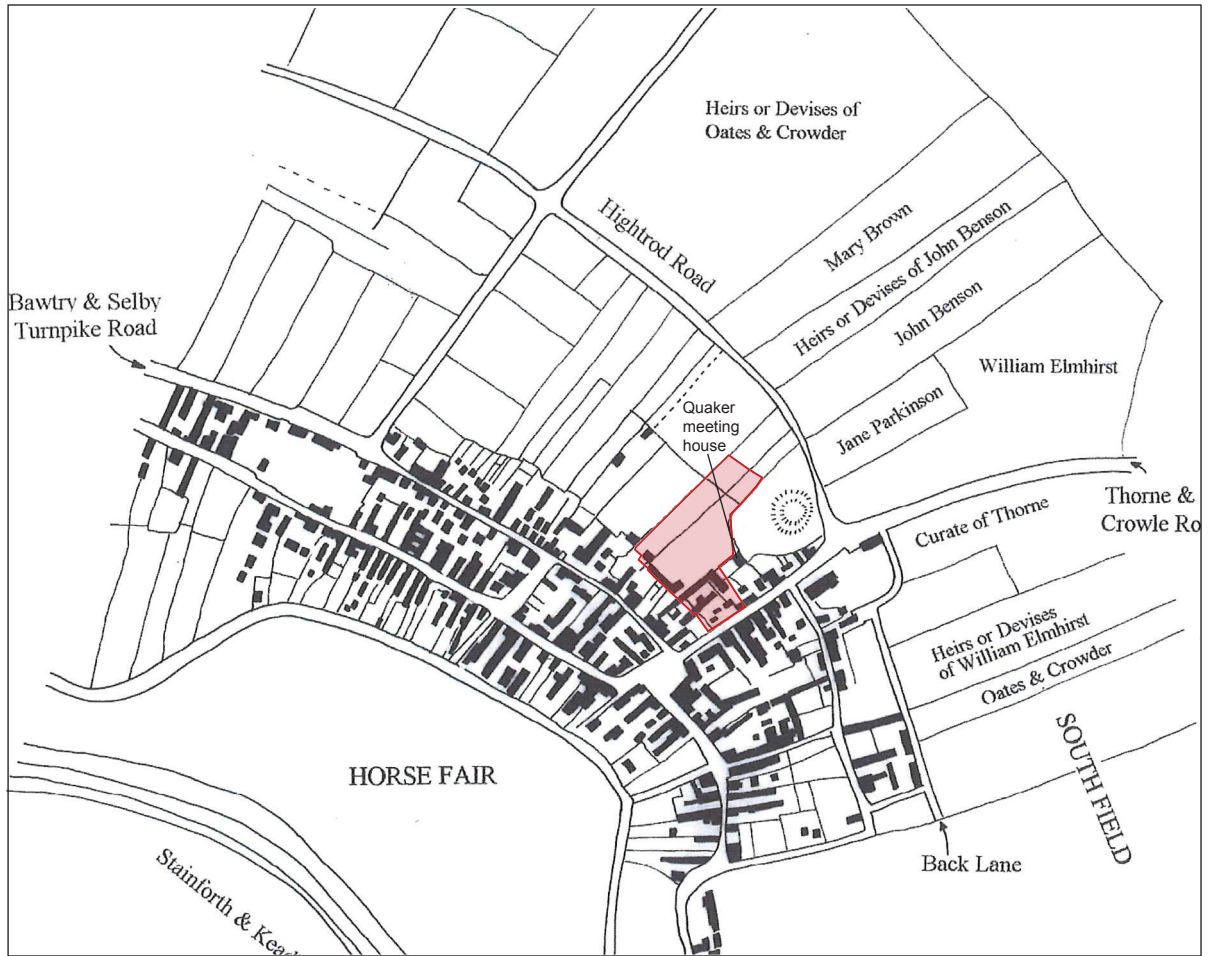 Heirs or Devises of
Oates & Crowder
Hightrod Road
Mary Brown
Heirs or Devises of John Benson
John Benson
William Elmhirst
Jane Parkinson
Bawtry & Selby
Turnpike Road
Quaker
meeting
house
Thorne &
Crowle Ro
Curate of Thorne
Heirs or Devises
of William Elmhirst
Oates & Crowder
SOUTH FIELD
HORSE FAIR
Back Lane
Stainforth & Kead